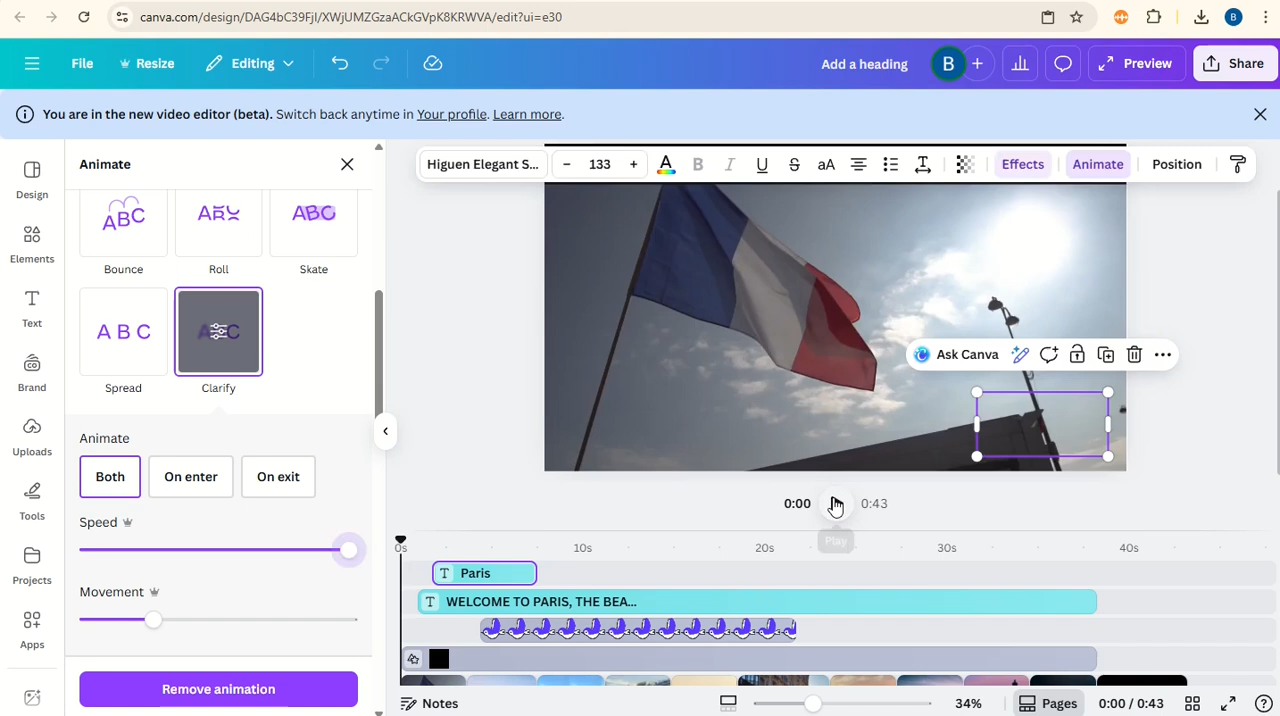 canva.com/design/DAG4bC39FjI/XWjUMZGzaACkGVpK8KRWVA/edit?ui=e30
B
File
Resize
Editing
Add a heading
B
Preview
Share
You are in the new video editor (beta). Switch back anytime in Your profile. Learn more.
Design
Elements
Text
Brand
Uploads
Tools
Projects
Apps
Animate
ABC
ABC
ABC
Bounce
Roll
Skate
A B C
Spread
Clarify
Animate
Both
On enter
On exit
Speed
Movement
Remove animation
Higuen Elegant S...
– 133 +
A
B
I
U
S
aA
Effects
Animate
Position
Ask Canva
0:00
0:43
Play
0s
10s
20s
30s
40s
T Paris
T WELCOME TO PARIS, THE BEA...
Notes
34%
Pages
0:00 / 0:43